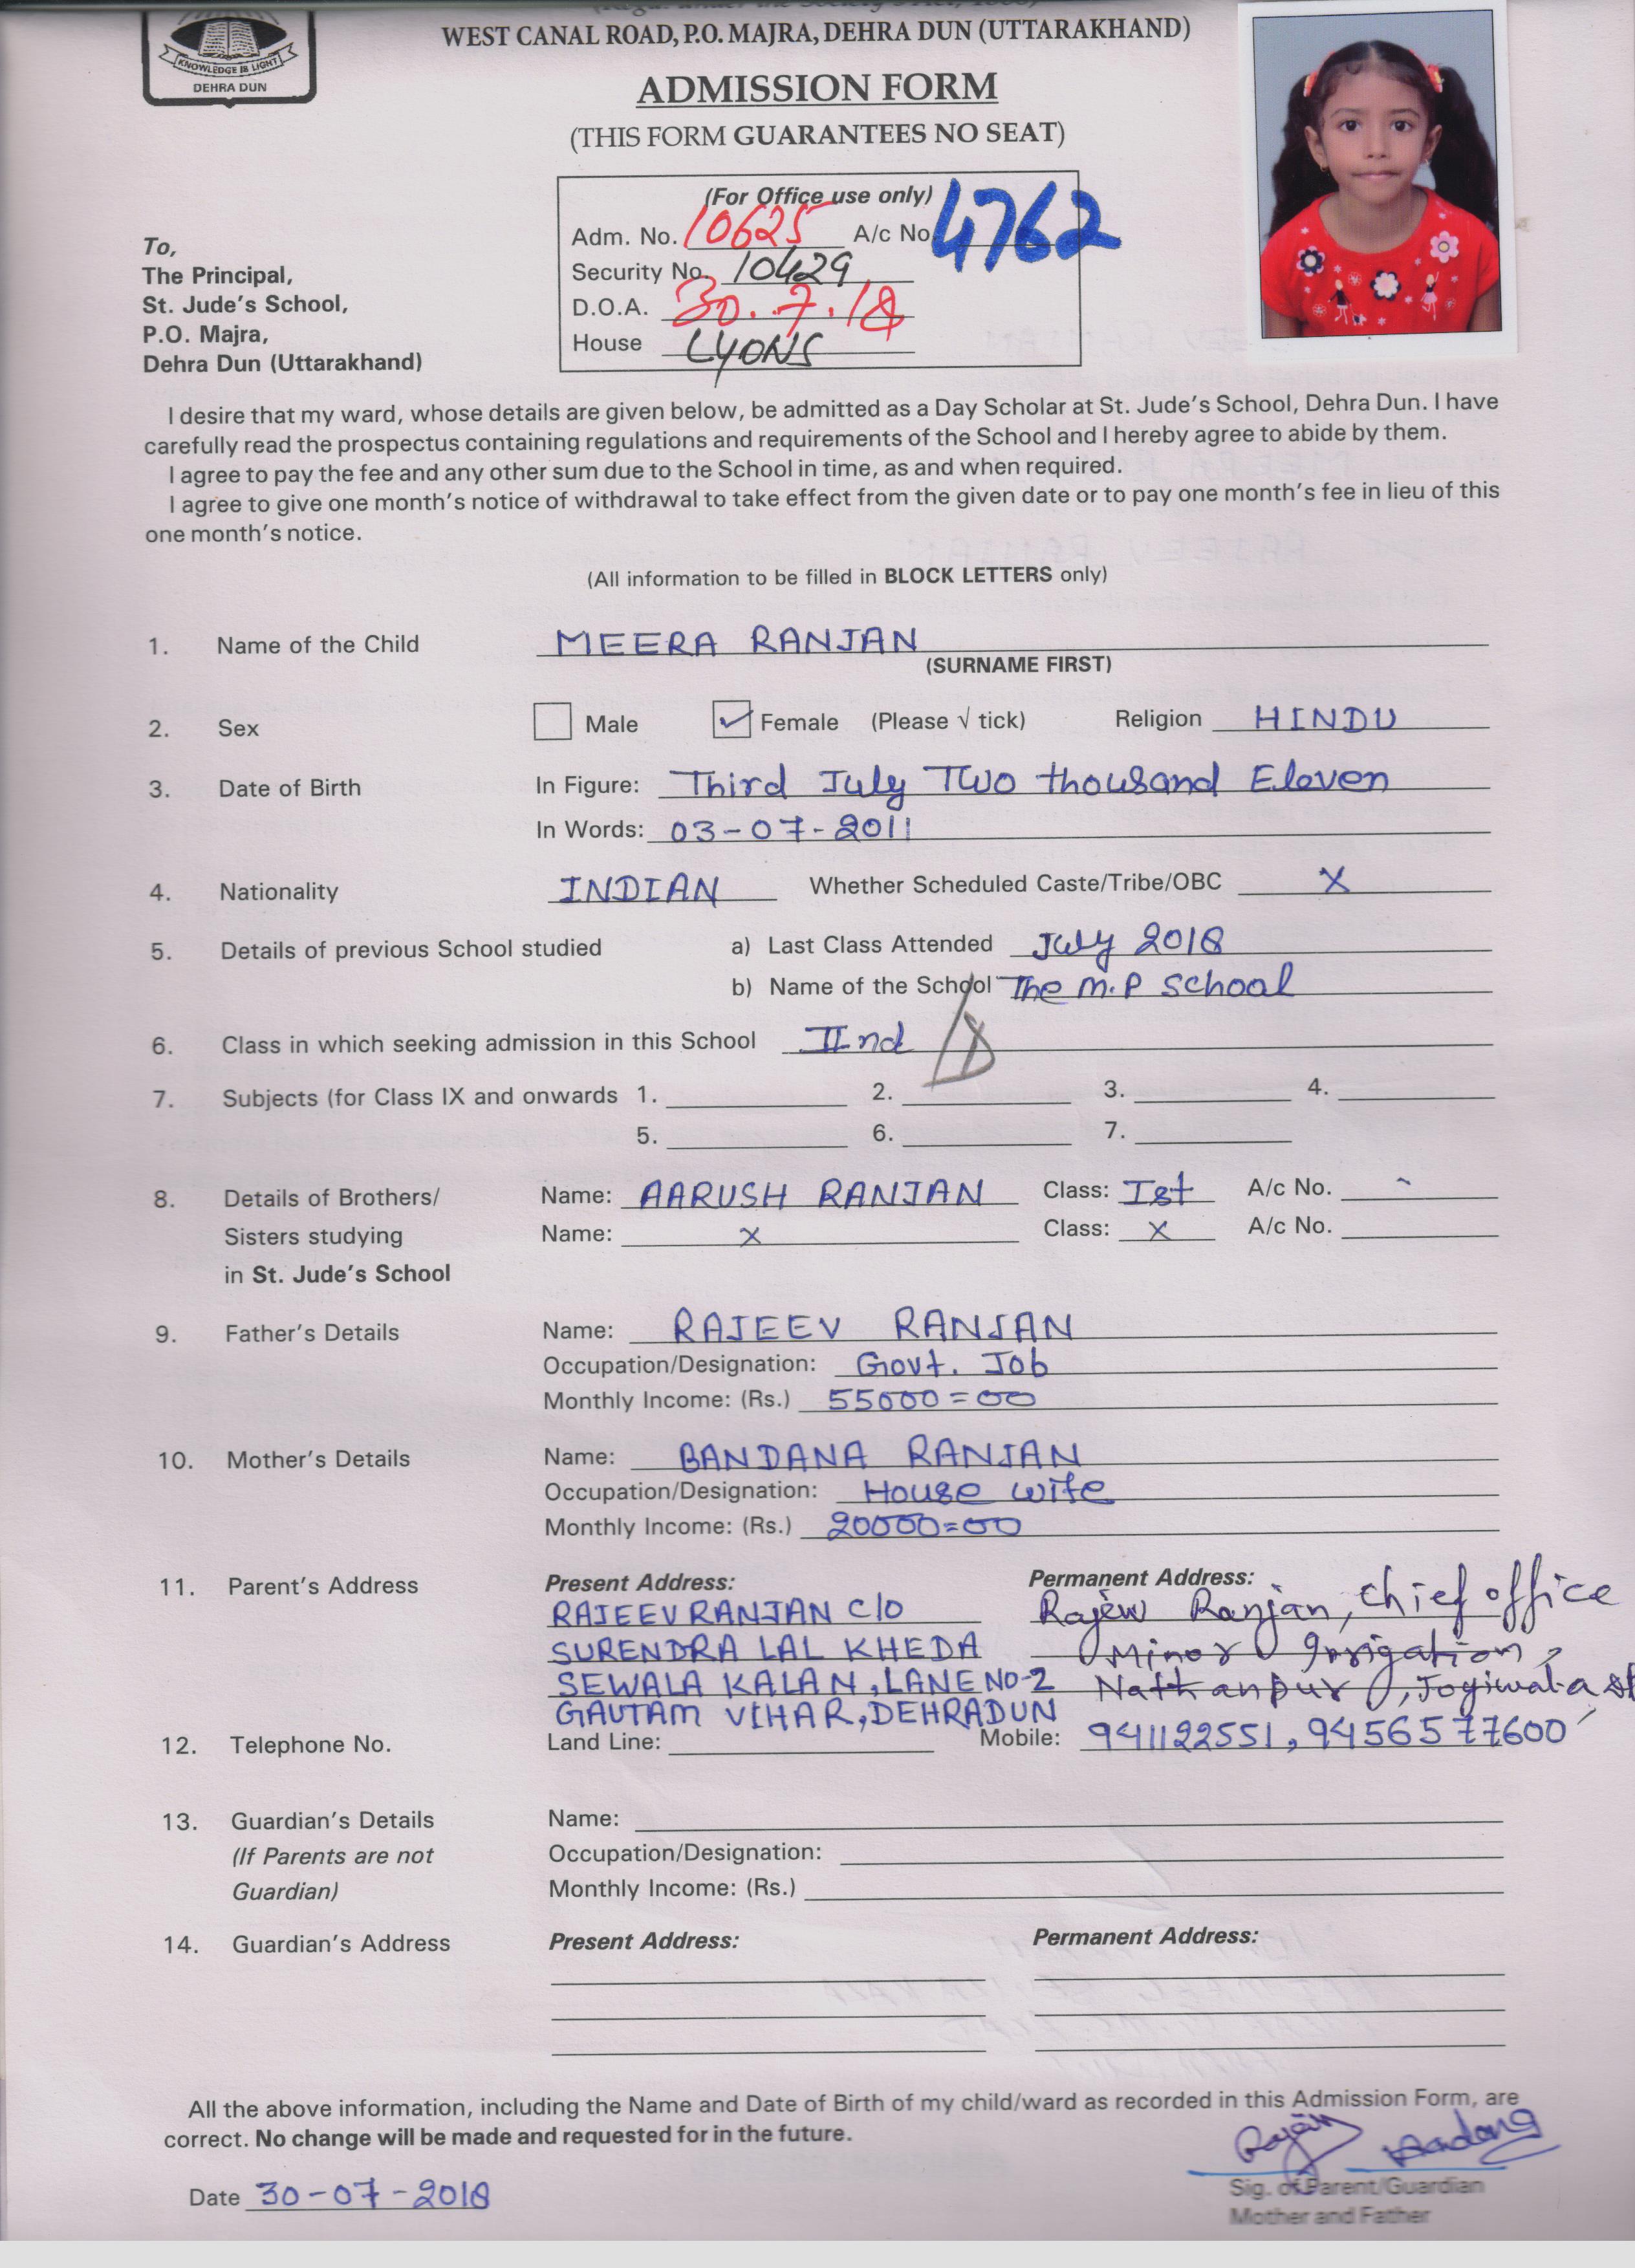 KNOWLEDGE IS LIGHT
DEHRA DUN
WEST CANAL ROAD, P.O. MAJRA, DEHRA DUN (UTTARAKHAND)
ADMISSION FORM
(THIS FORM GUARANTEES NO SEAT)
(For Office use only)
Adm. No. 10625 A/c No 4762
Security No. 10429
D.O.A. 30.7.18
House LYONS
To,
The Principal,
St. Jude's School,
P.O. Majra,
Dehra Dun (Uttarakhand)
I desire that my ward, whose details are given below, be admitted as a Day Scholar at St. Jude's School, Dehra Dun. I have
carefully read the prospectus containing regulations and requirements of the School and I hereby agree to abide by them.
I agree to pay the fee and any other sum due to the School in time, as and when required.
I agree to give one month's notice of withdrawal to take effect from the given date or to pay one month's fee in lieu of this
one month's notice.
(All information to be filled in BLOCK LETTERS only)
1. Name of the Child MEERA RANJAN
(SURNAME FIRST)
2. Sex Male ✓ Female (Please √ tick) Religion HINDU
3. Date of Birth In Figure: Third July Two thousand Eleven
In Words: 03-07-2011
4. Nationality INDIAN Whether Scheduled Caste/Tribe/OBC X
5. Details of previous School studied a) Last Class Attended July 2018
b) Name of the School The M.P School
6. Class in which seeking admission in this School IInd
7. Subjects (for Class IX and onwards 1. 2. 3. 4.
5. 6. 7.
8. Details of Brothers/ Name: AARUSH RANJAN Class: Ist A/c No. -
Sisters studying Name: X Class: X A/c No.
in St. Jude's School
9. Father's Details Name: RAJEEV RANJAN
Occupation/Designation: Govt. Job
Monthly Income: (Rs.) 55000=00
10. Mother's Details Name: BANDANA RANJAN
Occupation/Designation: House wife
Monthly Income: (Rs.) 20000=00
11. Parent's Address Present Address: Permanent Address:
RAJEEV RANJAN C/O Rajeev Ranjan, chief office
SURENDRA LAL KHEDA Minor Irrigation,
SEWALA KALAN, LANE NO-2 Nathanpur, Jogiwala
GAUTAM VIHAR, DEHRADUN
12. Telephone No. Land Line: Mobile: 941122551, 9456577600
13. Guardian's Details Name:
(If Parents are not Occupation/Designation:
Guardian) Monthly Income: (Rs.)
14. Guardian's Address Present Address: Permanent Address:
All the above information, including the Name and Date of Birth of my child/ward as recorded in this Admission Form, are
correct. No change will be made and requested for in the future.
Date 30-07-2018
Sig. of Parent/Guardian
Mother and Father